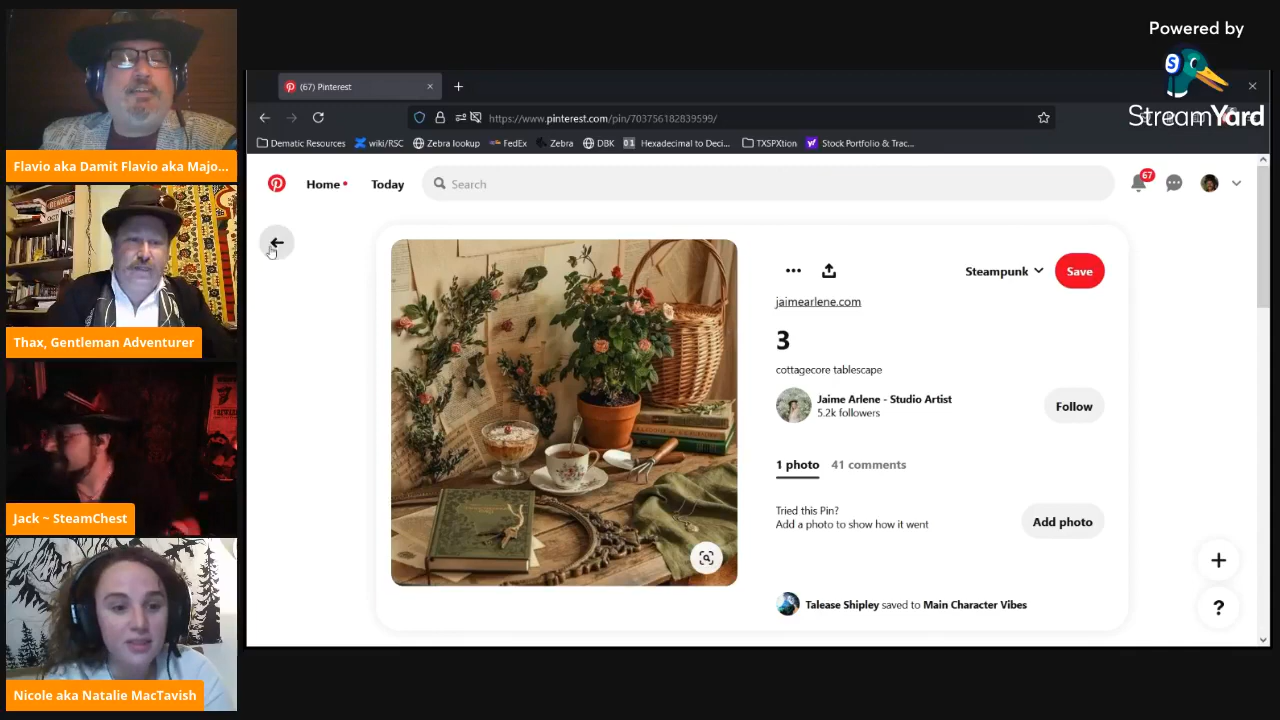 Powered by
StreamYard
(67) Pinterest
https://www.pinterest.com/pin/703756182839599/
Dematic Resources
wiki/RSC
Zebra lookup
FedEx
Zebra
DBK
Hexadecimal to Deci...
TXSPXtion
Stock Portfolio & Trac...
Home
Today
Search
67
Steampunk
Save
jaimearlene.com
3
cottagecore tablescape
Jaime Arlene - Studio Artist
5.2k followers
Follow
1 photo
41 comments
Tried this Pin?
Add a photo to show how it went
Add photo
Talease Shipley saved to Main Character Vibes
?
Flavio aka Damit Flavio aka Majo...
Thax, Gentleman Adventurer
Jack ~ SteamChest
Nicole aka Natalie MacTavish